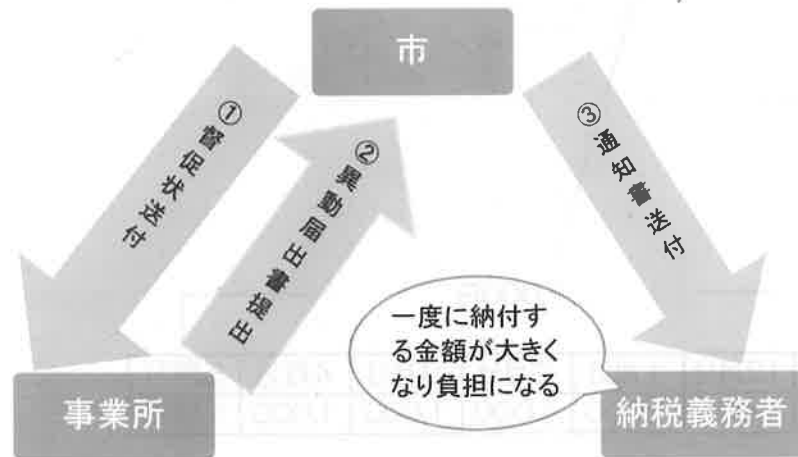 市
①督促状送付
②異動届出書提出
③通知書送付
一度に納付す
る金額が大きく
なり負担になる
事業所
納税義務者